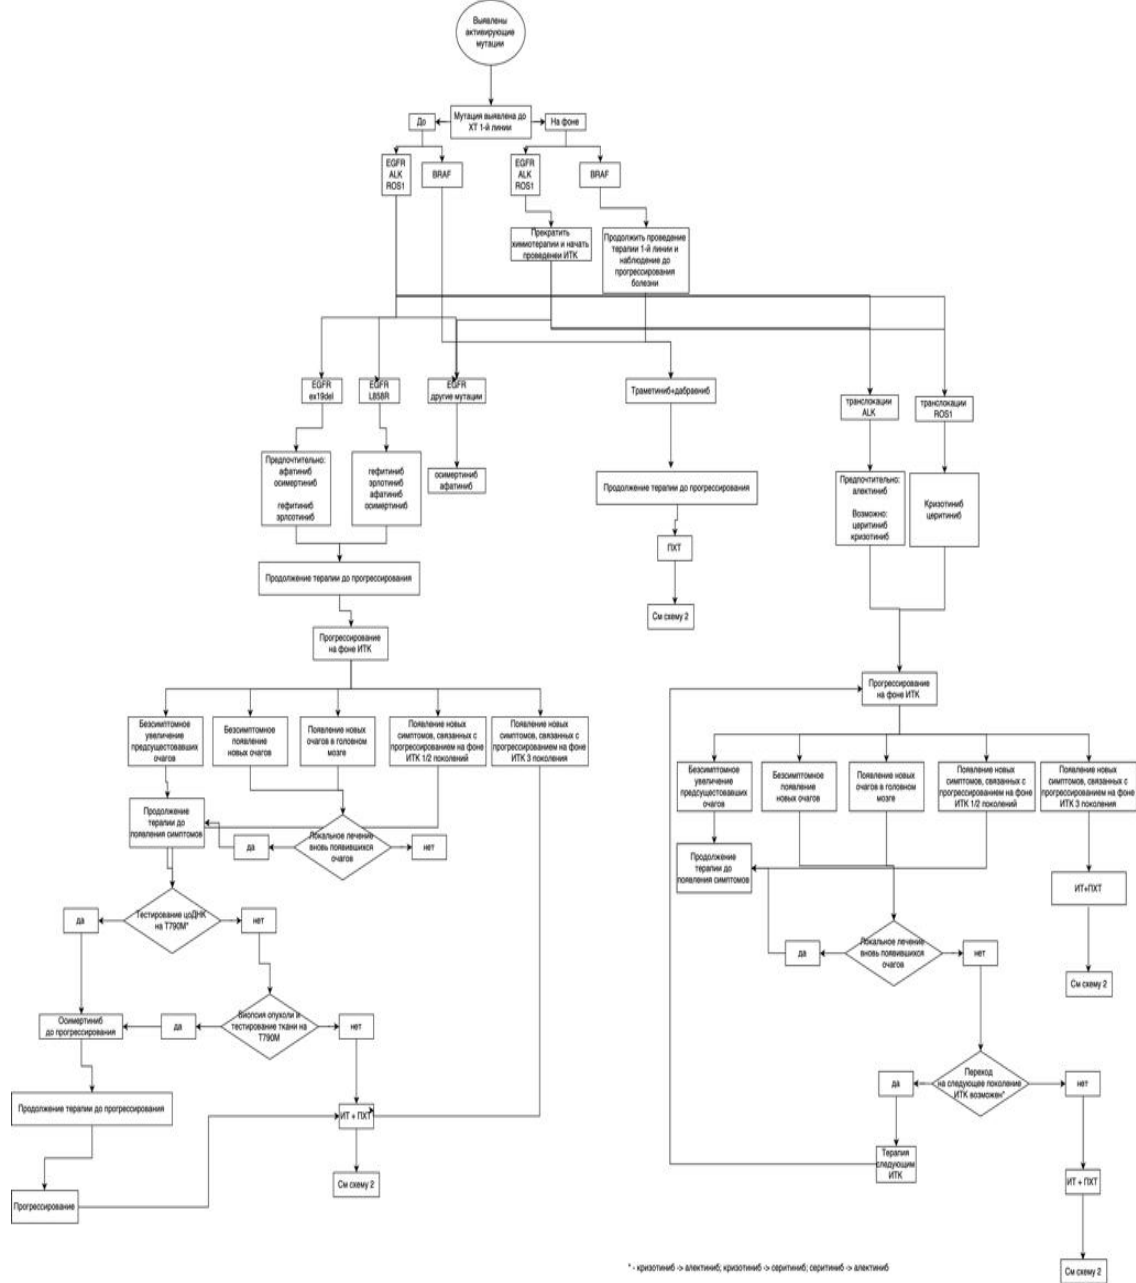 Выявлены
активирующие
мутации
До
Мутация выявлена до
ХТ 1-й линии
На фоне
EGFR
ALK
ROS1
BRAF
EGFR
ALK
ROS1
BRAF
Прекратить
химиотерапии и начать
проведенеи ИТК
Продолжить проведение
терапии 1-й линии и
наблюдение до
прогрессирования
болезни
EGFR
ex19del
EGFR
L858R
EGFR
другие мутации
Траметиниб+дабравниб
транслокации
ALK
транслокации
ROS1
Предпочтительно:
афатиниб
осимертиниб
гефитиниб
эрлсотиниб
гефитиниб
эрлотиниб
афатиниб
осимертиниб
осимертиниб
афатиниб
Продолжение терапии до прогрессирования
Предпочтительно:
алектиниб
Возможно:
церитиниб
кризотиниб
Кризотиниб
церитиниб
ПХТ
См схему 2
Продолжение терапии до прогрессирования
Прогрессирование
на фоне ИТК
Безсимптомное
увеличение
предсуществовавших
очагов
Безсимптомное
появление
новых очагов
Появление новых
очагов в головном
мозге
Появление новых
симптомов, связанных с
прогрессированием на фоне
ИТК 1/2 поколений
Появление новых
симптомов, связанных с
прогрессированием на фоне
ИТК 3 поколения
Продолжение
терапии до
появления симптомов
да
Локальное лечение
вновь появившихся
очагов
нет
да
Тестирование цоДНК
на T790M*
нет
Осимертиниб
до прогрессирования
да
Биопсия опухоли и
тестирование ткани на
T790M
нет
Продолжение терапии до прогрессирования
ИТ + ПХТ
Прогрессирование
См схему 2
Прогрессирование
на фоне ИТК
Безсимптомное
увеличение
предсуществовавших
очагов
Безсимптомное
появление
новых очагов
Появление новых
очагов в головном
мозге
Появление новых
симптомов, связанных с
прогрессированием на фоне
ИТК 1/2 поколений
Появление новых
симптомов, связанных с
прогрессированием на фоне
ИТК 3 поколения
Продолжение
терапии до
появления симптомов
ИТ+ПХТ
См схему 2
да
Локальное лечение
вновь появившихся
очагов
нет
да
Переход
на следующее поколение
ИТК возможен*
нет
Терапия
следующим
ИТК
ИТ + ПХТ
См схему 2
* - кризотиниб -> алектиниб; кризотиниб -> серитиниб; серитиниб -> алектиниб